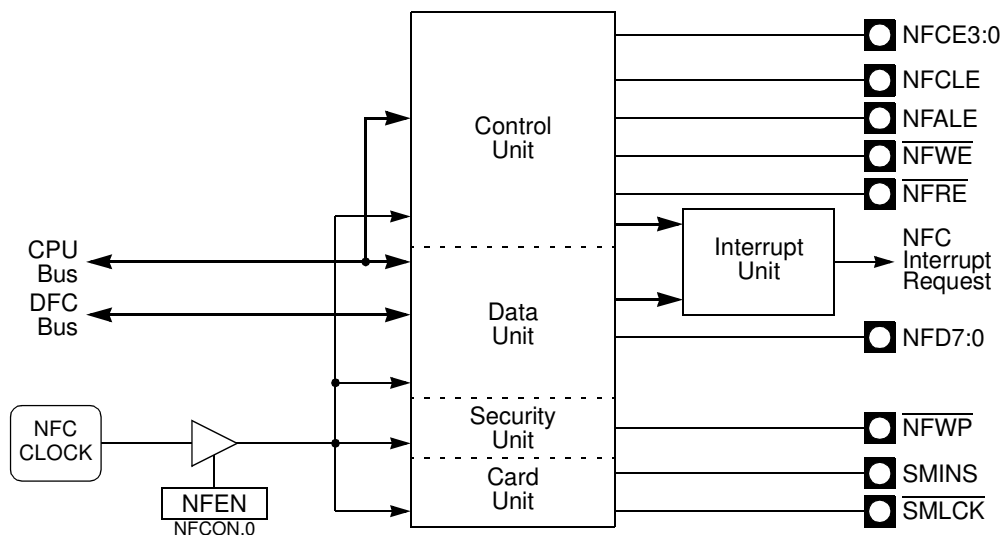 NFCE3:0
NFCLE
NFALE
NFWE
NFRE
Control
Unit
Interrupt
Unit
NFC
Interrupt
Request
CPU
Bus
DFC
Bus
Data
Unit
NFD7:0
NFC
CLOCK
NFEN
NFCON.0
Security
Unit
NFWP
Card
Unit
SMINS
SMLCK